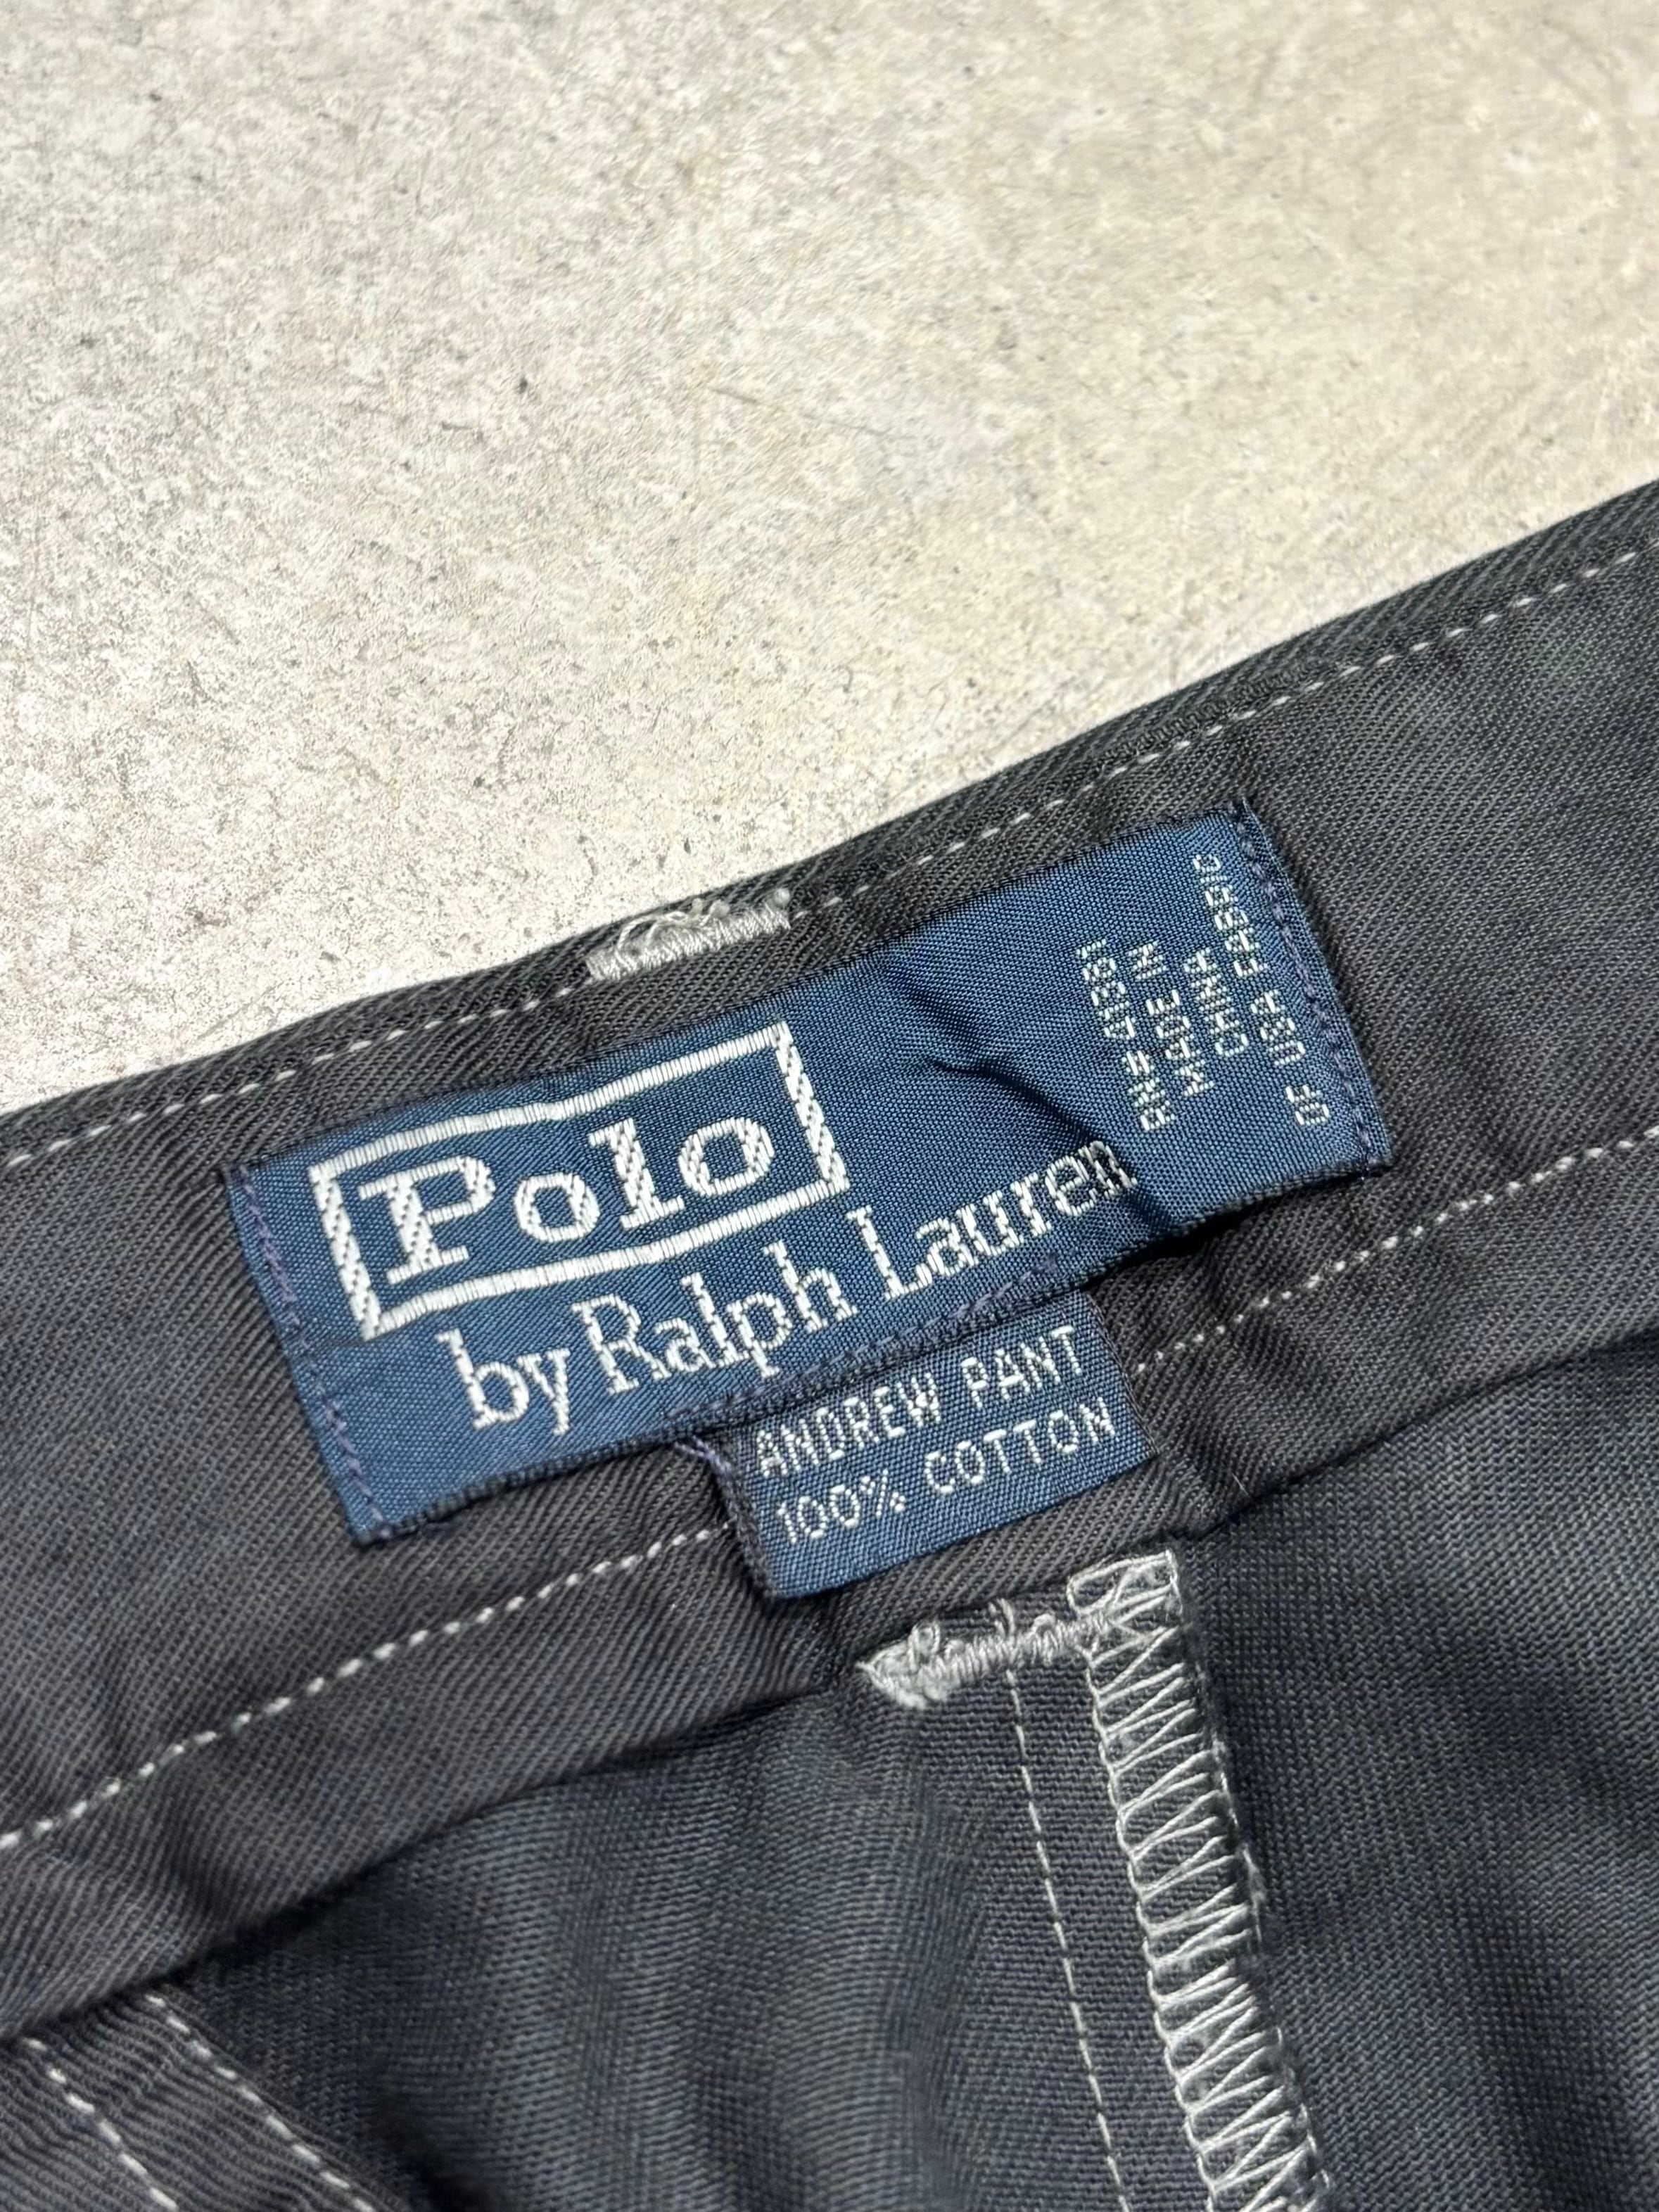 Polo
by Ralph Lauren
RN# 41381
MADE IN
CHINA
OF USA FABRIC
ANDREW PANT
100% COTTON